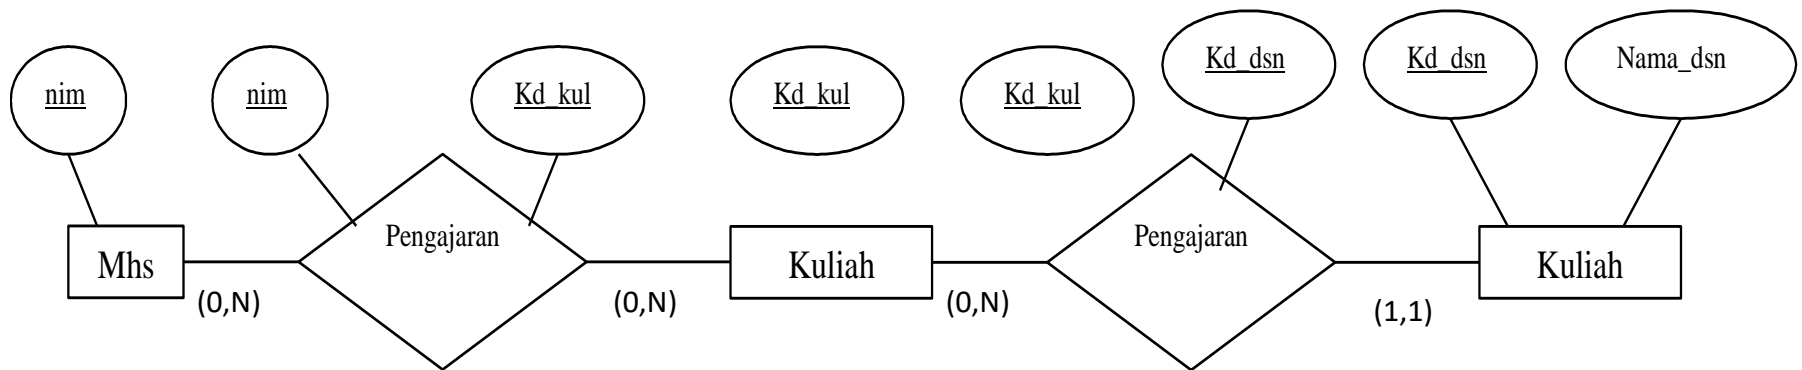 nim
nim
Kd_kul
Kd_kul
Kd_kul
Kd_dsn
Kd_dsn
Nama_dsn
Mhs
Pengajaran
Kuliah
Pengajaran
Kuliah
(0,N)
(0,N)
(0,N)
(1,1)